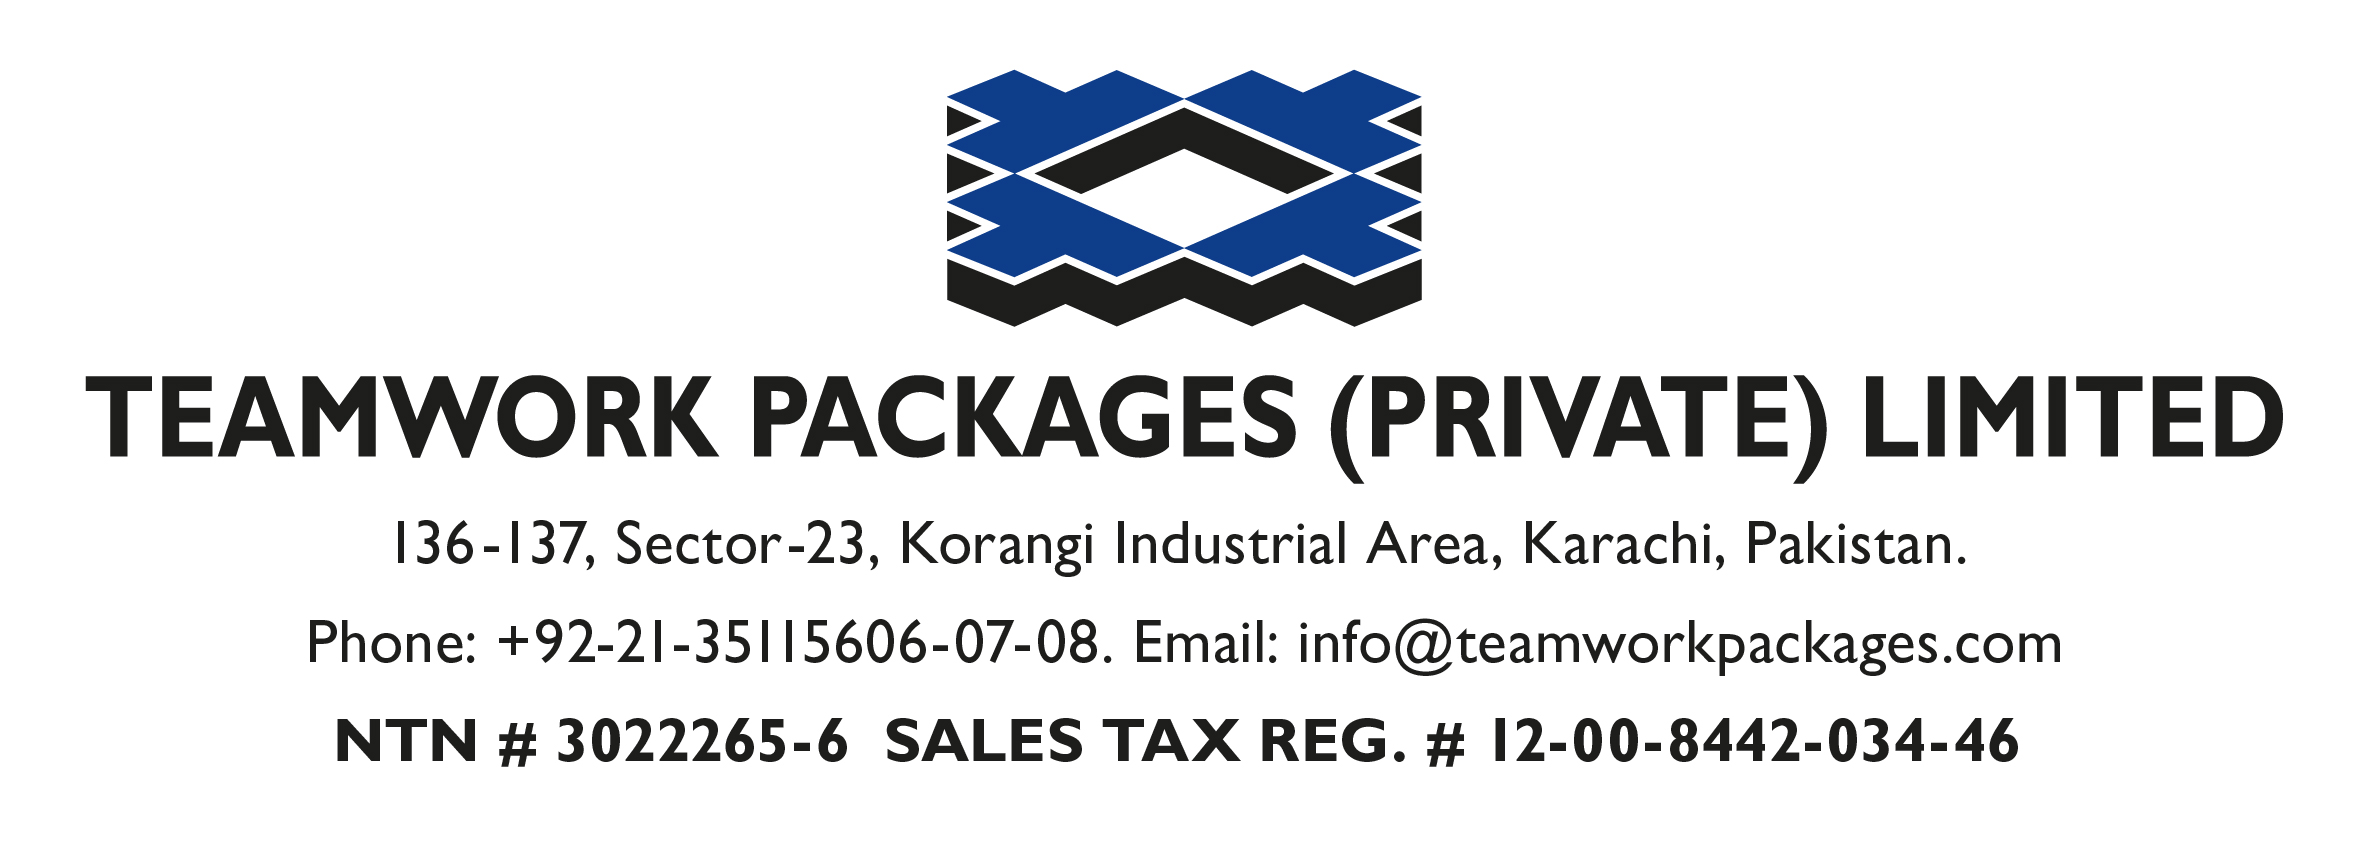 TEAMWORK PACKAGES (PRIVATE) LIMITED
136-137, Sector-23, Korangi Industrial Area, Karachi, Pakistan.
Phone: +92-21-35115606-07-08. Email: info@teamworkpackages.com
NTN # 3022265-6 SALES TAX REG. # 12-00-8442-034-46